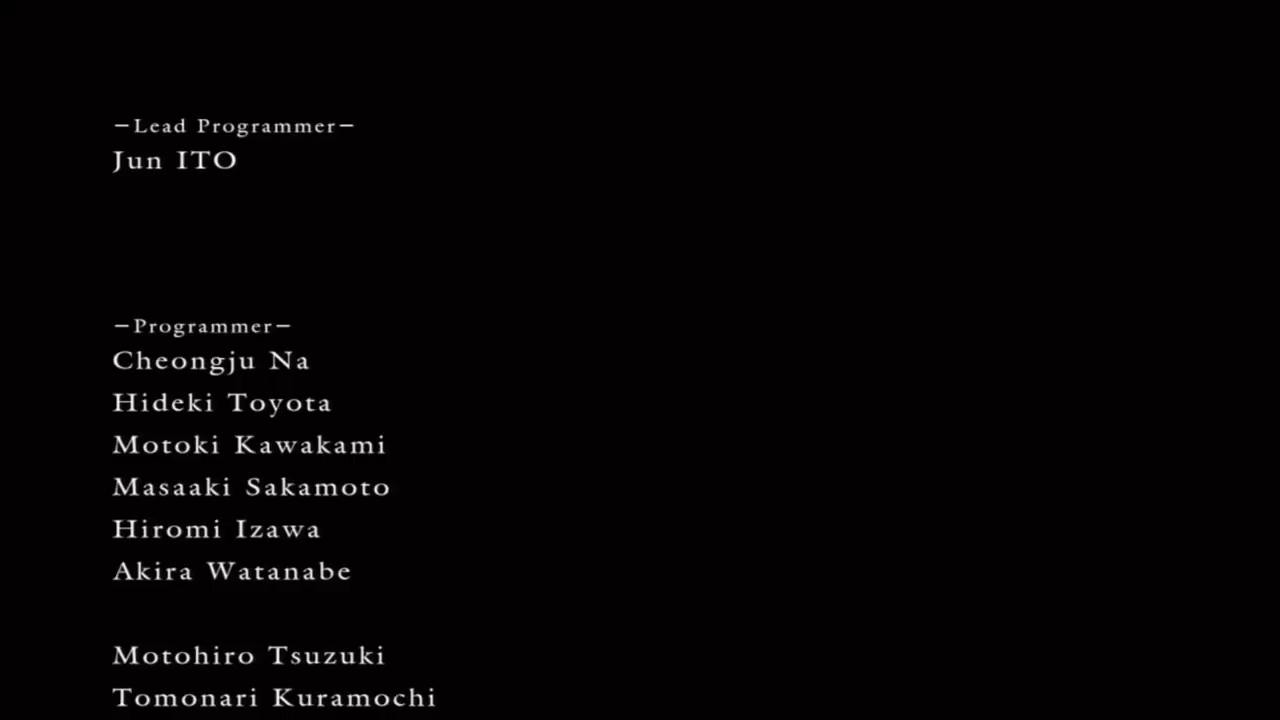 －Lead Programmer－
Jun ITO
－Programmer－
Cheongju Na
Hideki Toyota
Motoki Kawakami
Masaaki Sakamoto
Hiromi Izawa
Akira Watanabe
Motohiro Tsuzuki
Tomonari Kuramochi